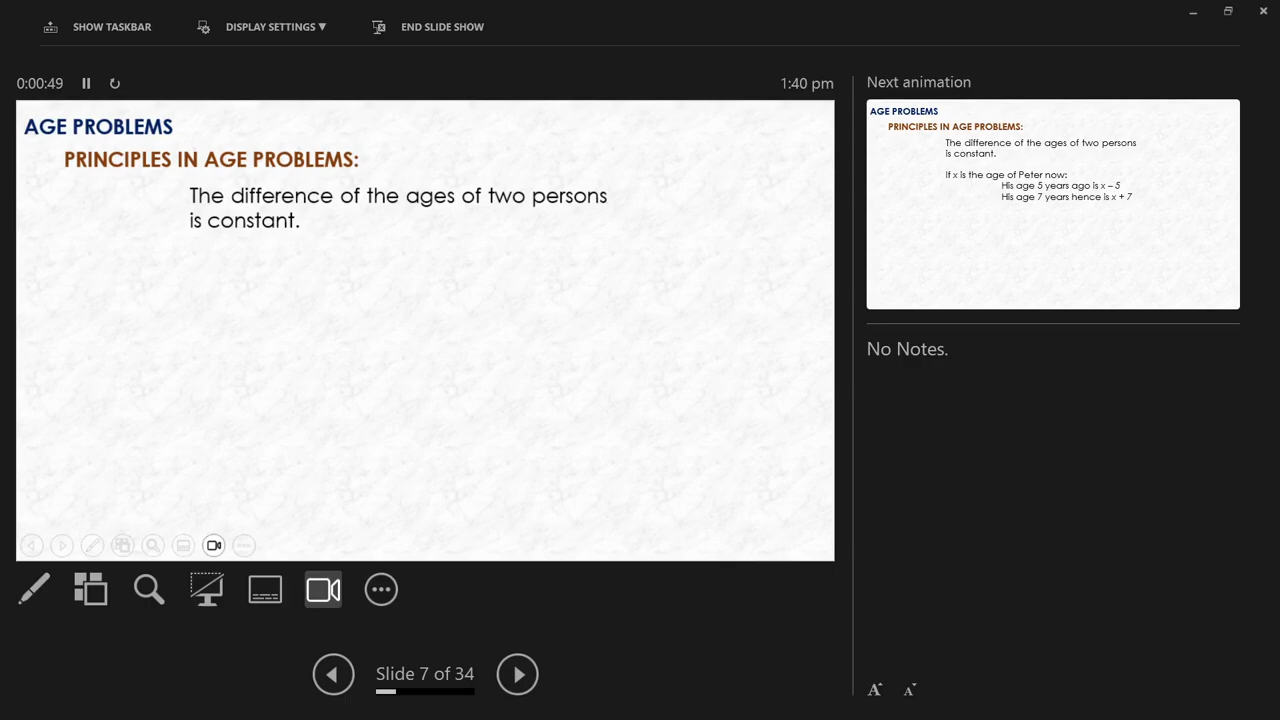 SHOW TASKBAR
DISPLAY SETTINGS ▼
END SLIDE SHOW
0:00:49
1:40 pm
AGE PROBLEMS
PRINCIPLES IN AGE PROBLEMS:
The difference of the ages of two persons
is constant.
Slide 7 of 34
Next animation
AGE PROBLEMS
PRINCIPLES IN AGE PROBLEMS:
The difference of the ages of two persons
is constant.
If x is the age of Peter now:
His age 5 years ago is x – 5
His age 7 years hence is x + 7
No Notes.
A A